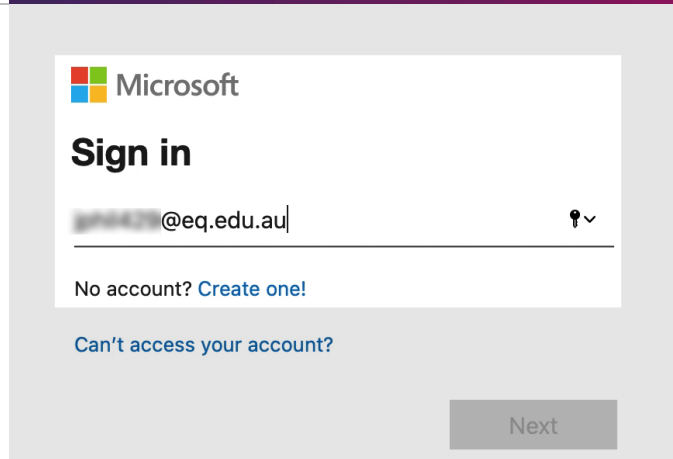 Microsoft
Sign in
@eq.edu.au
No account? Create one!
Can't access your account?
Next